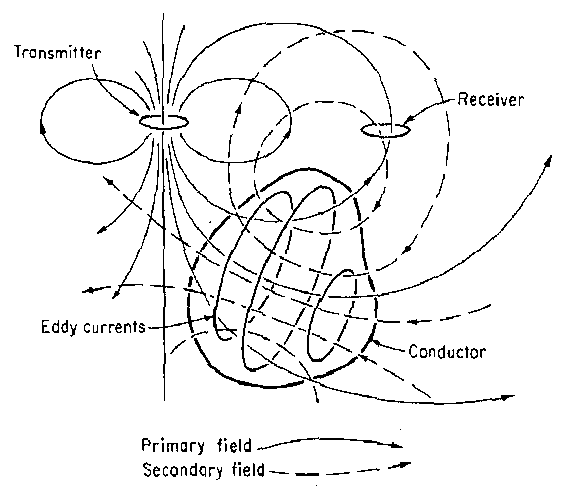 Transmitter
Receiver
Eddy currents
Conductor
Primary field
Secondary field